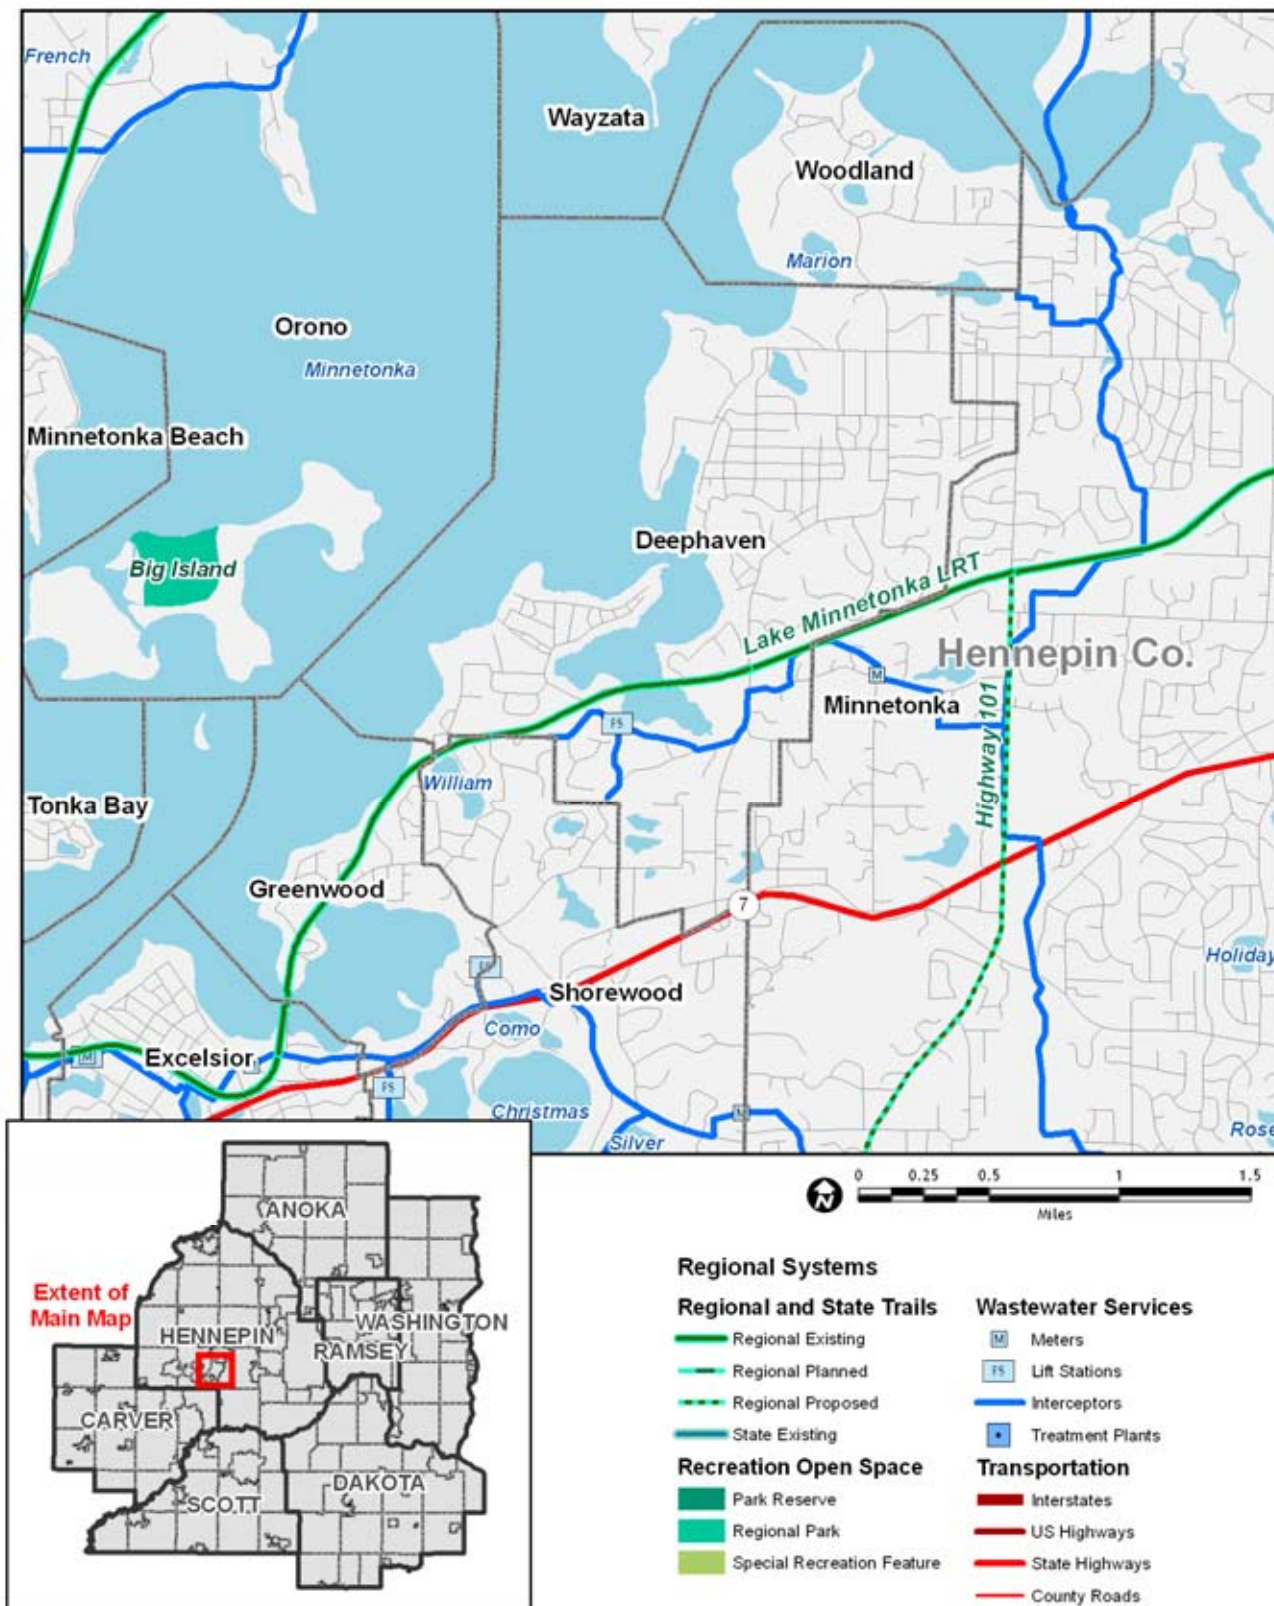 French
Wayzata
Woodland
Marion
Orono
Minnetonka
Minnetonka Beach
Big Island
Deephaven
Lake Minnetonka LRT
Hennepin Co.
M
Minnetonka
Highway 101
FS
William
Tonka Bay
Greenwood
7
Holiday
Shorewood
Como
M
Excelsior
FS
Christmas
M
Silver
Rose
ANOKA
Extent of
Main Map
HENNEPIN
WASHINGTON
RAMSEY
CARVER
DAKOTA
SCOTT
N
0 0.25 0.5 1 1.5
Miles
Regional Systems
Regional and State Trails
Regional Existing
Regional Planned
Regional Proposed
State Existing
Recreation Open Space
Park Reserve
Regional Park
Special Recreation Feature
Wastewater Services
M Meters
FS Lift Stations
Interceptors
Treatment Plants
Transportation
Interstates
US Highways
State Highways
County Roads